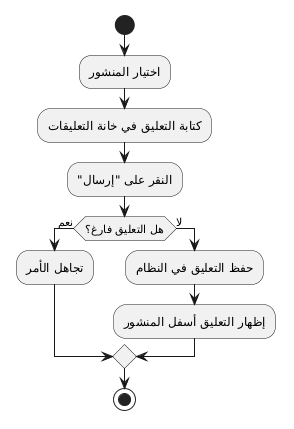 اختيار المنشور
كتابة التعليق في خانة التعليقات
النقر على "إرسال"
هل التعليق فارغ؟
نعم
لا
تجاهل الأمر
حفظ التعليق في النظام
إظهار التعليق أسفل المنشور